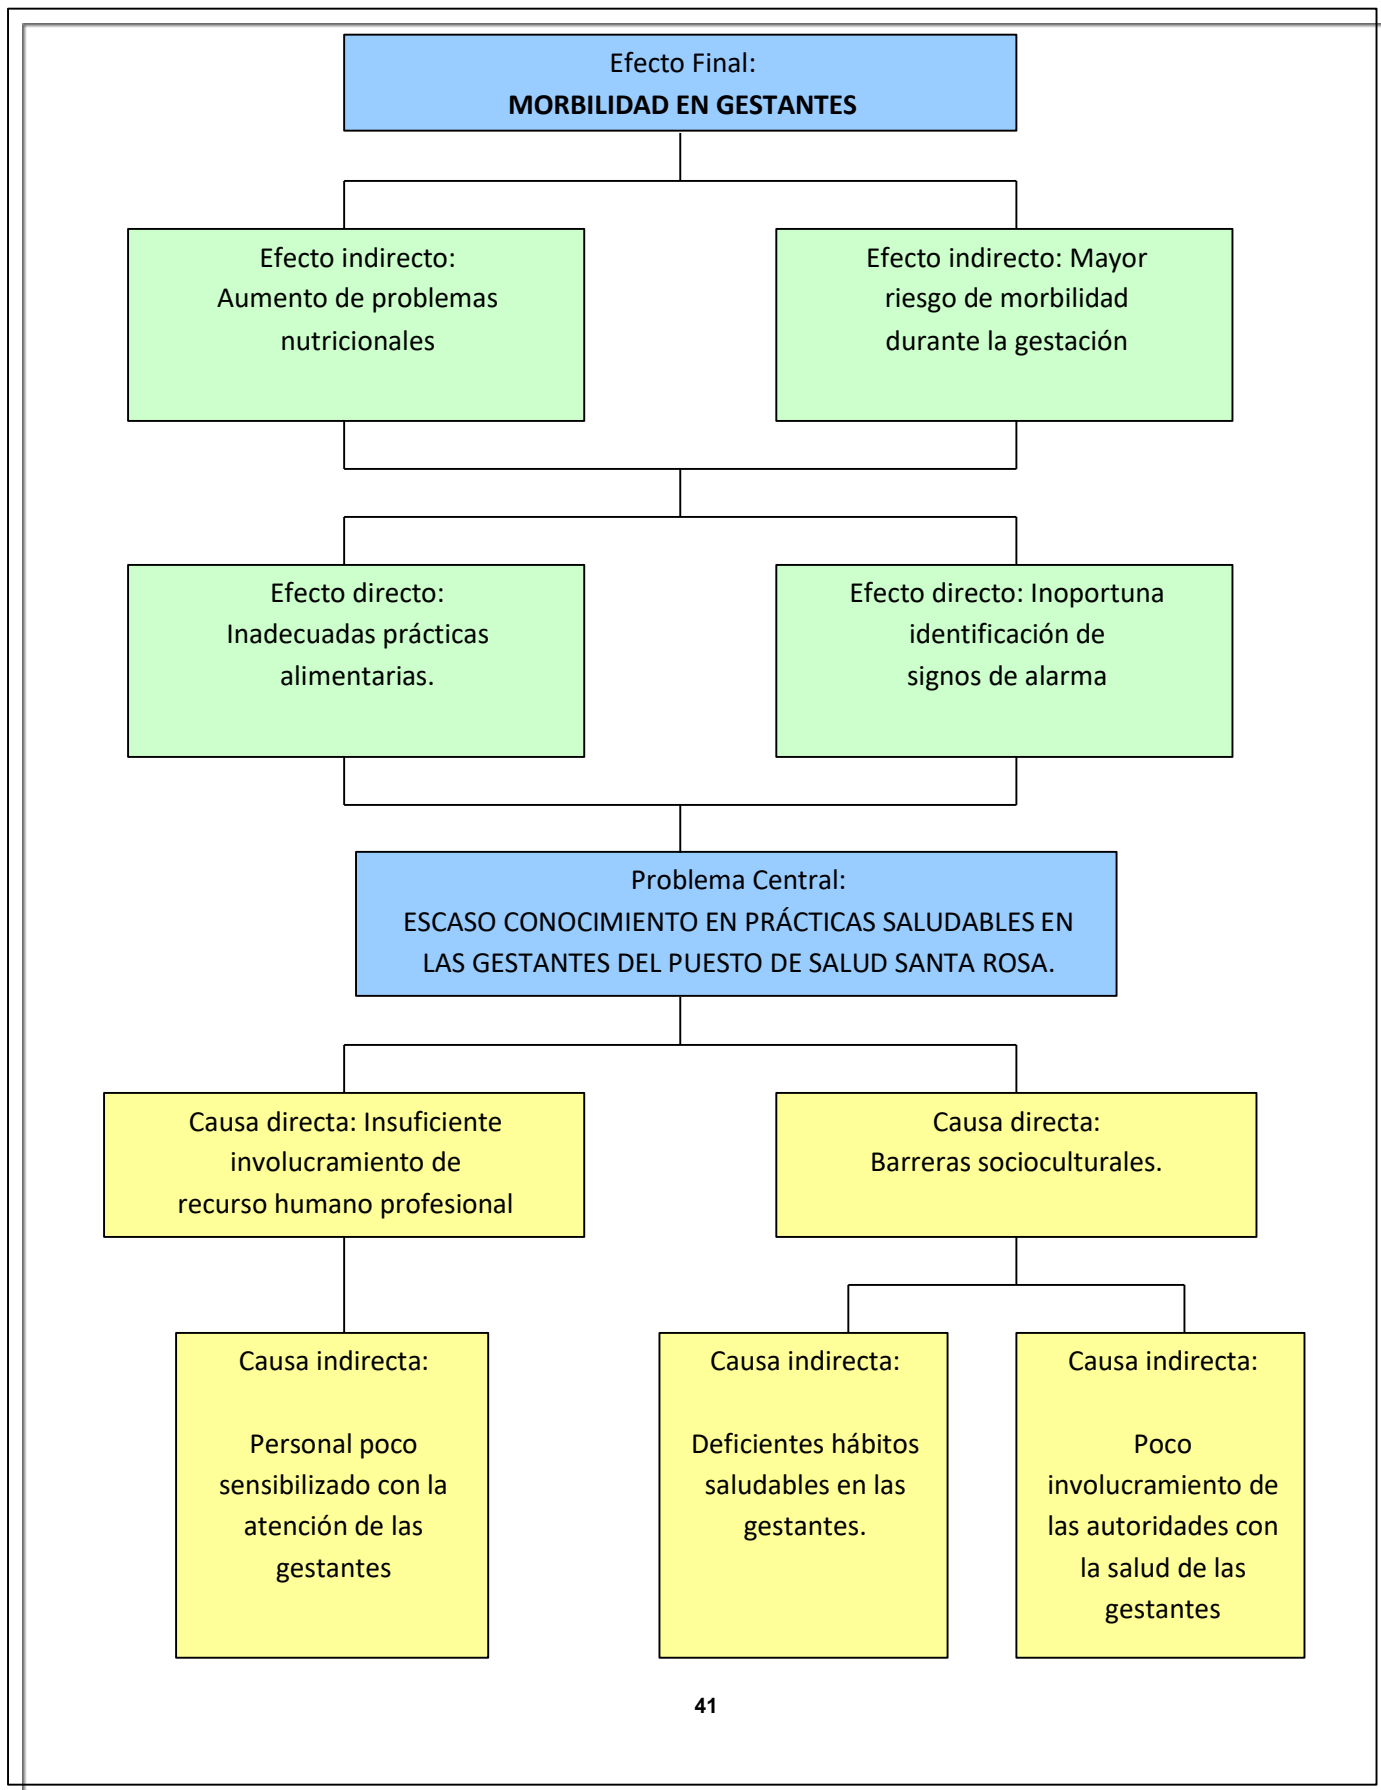 Efecto Final:
MORBILIDAD EN GESTANTES
Efecto indirecto:
Aumento de problemas
nutricionales
Efecto indirecto: Mayor
riesgo de morbilidad
durante la gestación
Efecto directo:
Inadecuadas prácticas
alimentarias.
Efecto directo: Inoportuna
identificación de
signos de alarma
Problema Central:
ESCASO CONOCIMIENTO EN PRÁCTICAS SALUDABLES EN
LAS GESTANTES DEL PUESTO DE SALUD SANTA ROSA.
Causa directa: Insuficiente
involucramiento de
recurso humano profesional
Causa directa:
Barreras socioculturales.
Causa indirecta:
Personal poco
sensibilizado con la
atención de las
gestantes
Causa indirecta:
Deficientes hábitos
saludables en las
gestantes.
Causa indirecta:
Poco
involucramiento de
las autoridades con
la salud de las
gestantes
41